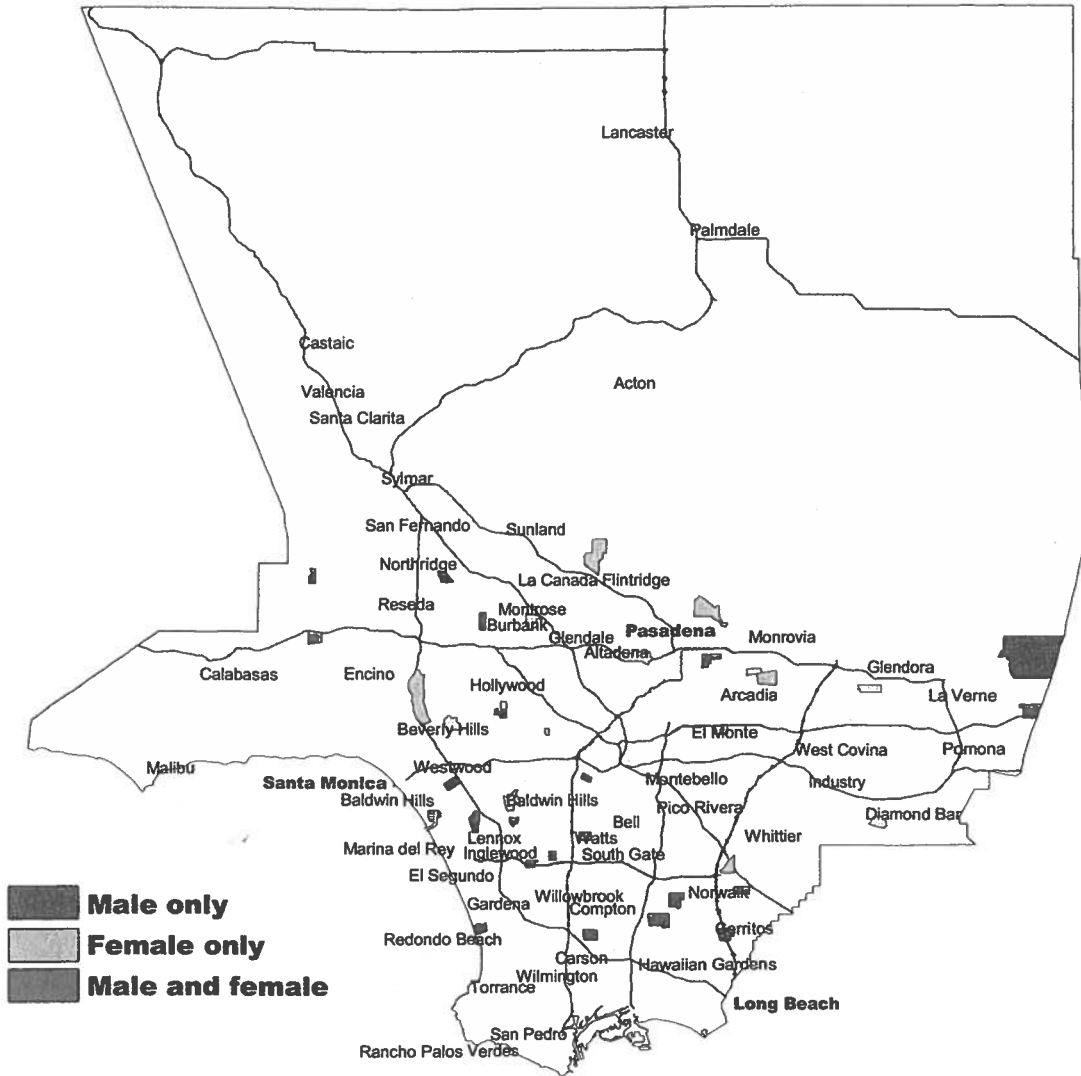 Lancaster
Palmdale
Castaic
Acton
Valencia
Santa Clarita
Sylmar
San Fernando
Sunland
Northridge
La Canada Flintridge
Reseda
Montrose
Burbank
Pasadena
Glendale
Monrovia
Altadena
Calabasas
Encino
Glendora
Hollywood
Arcadia
La Verne
Beverly Hills
El Monte
West Covina
Pomona
Malibu
Westwood
Santa Monica
Montebello
Industry
Baldwin Hills
Baldwin Hills
Pico Rivera
Diamond Bar
Bell
Whittier
Lennox
Watts
Marina del Rey
Inglewood
South Gate
El Segundo
Male only
Gardena
Willowbrook
Norwalk
Compton
Female only
Redondo Beach
Cerritos
Carson
Hawaiian Gardens
Male and female
Wilmington
Torrance
Long Beach
San Pedro
Rancho Palos Verdes